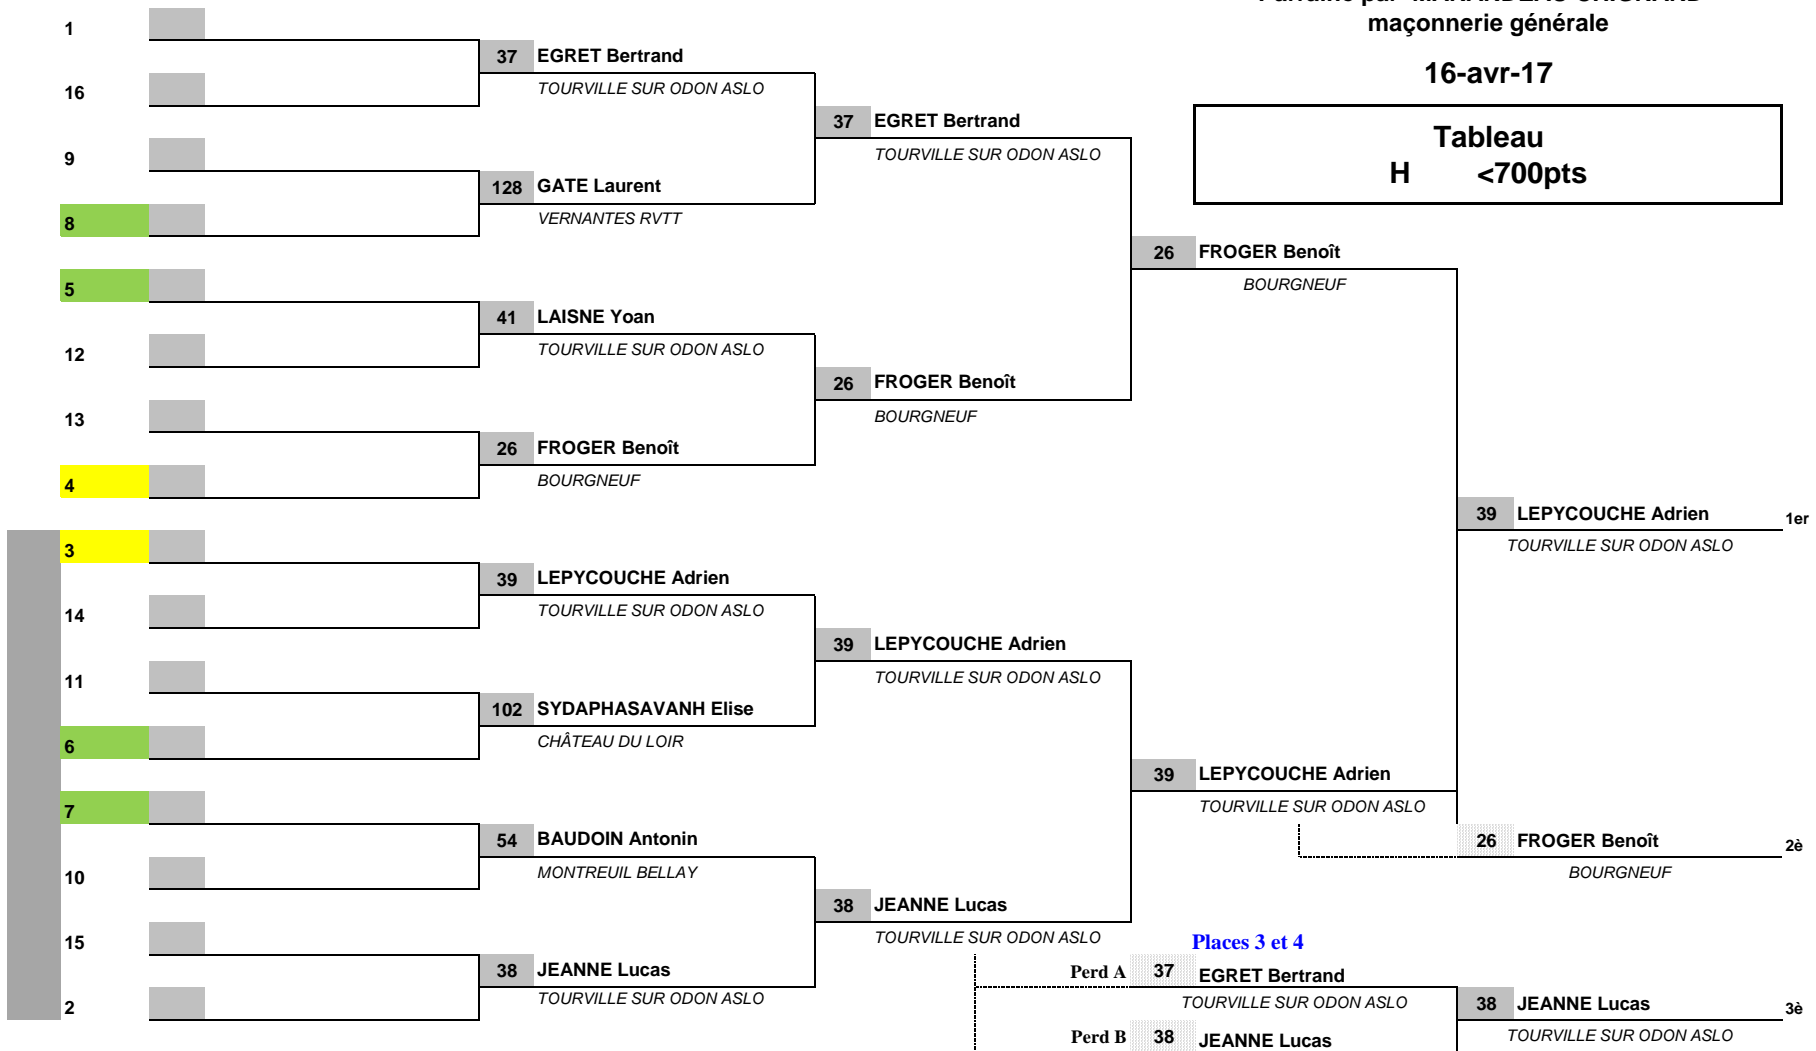 maçonnerie générale
16-avr-17
Tableau
H <700pts
1
37 EGRET Bertrand
TOURVILLE SUR ODON ASLO
16
37 EGRET Bertrand
TOURVILLE SUR ODON ASLO
9
128 GATE Laurent
VERNANTES RVTT
8
26 FROGER Benoît
BOURGNEUF
5
41 LAISNE Yoan
TOURVILLE SUR ODON ASLO
12
26 FROGER Benoît
BOURGNEUF
13
26 FROGER Benoît
BOURGNEUF
4
39 LEPYCOUCHE Adrien 1er
TOURVILLE SUR ODON ASLO
3
39 LEPYCOUCHE Adrien
TOURVILLE SUR ODON ASLO
14
39 LEPYCOUCHE Adrien
TOURVILLE SUR ODON ASLO
11
102 SYDAPHASAVANH Elise
CHÂTEAU DU LOIR
6
39 LEPYCOUCHE Adrien
TOURVILLE SUR ODON ASLO
7
54 BAUDOIN Antonin
MONTREUIL BELLAY
26 FROGER Benoît 2è
BOURGNEUF
10
38 JEANNE Lucas
TOURVILLE SUR ODON ASLO
15
38 JEANNE Lucas
TOURVILLE SUR ODON ASLO
2
Places 3 et 4
Perd A 37 EGRET Bertrand
TOURVILLE SUR ODON ASLO
38 JEANNE Lucas 3è
TOURVILLE SUR ODON ASLO
Perd B 38 JEANNE Lucas